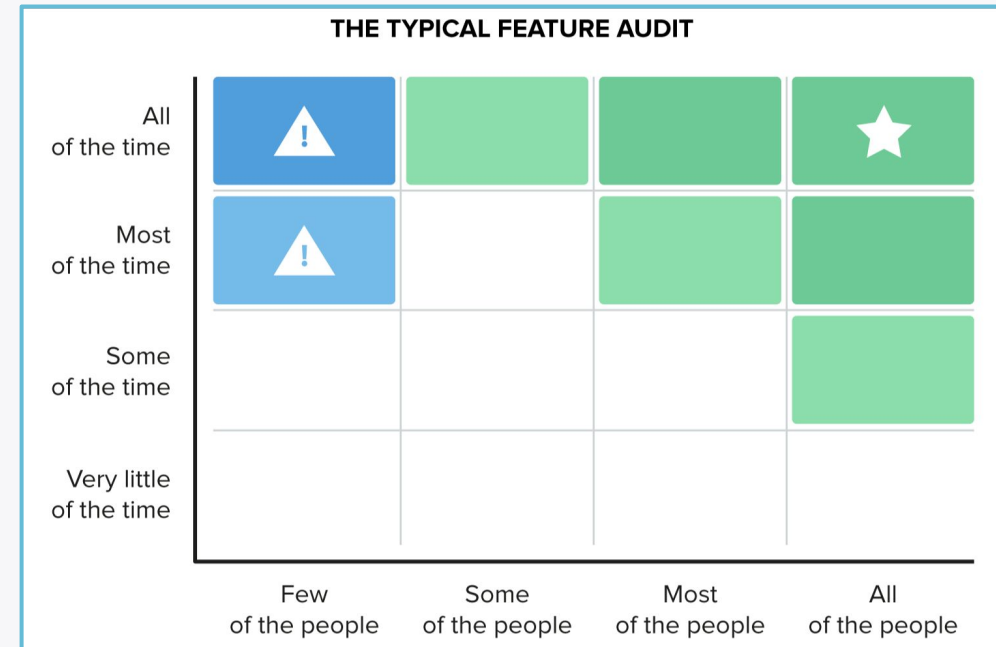 THE TYPICAL FEATURE AUDIT
All
of the time
!
Most
of the time
!
Some
of the time
Very little
of the time
Few
of the people
Some
of the people
Most
of the people
All
of the people